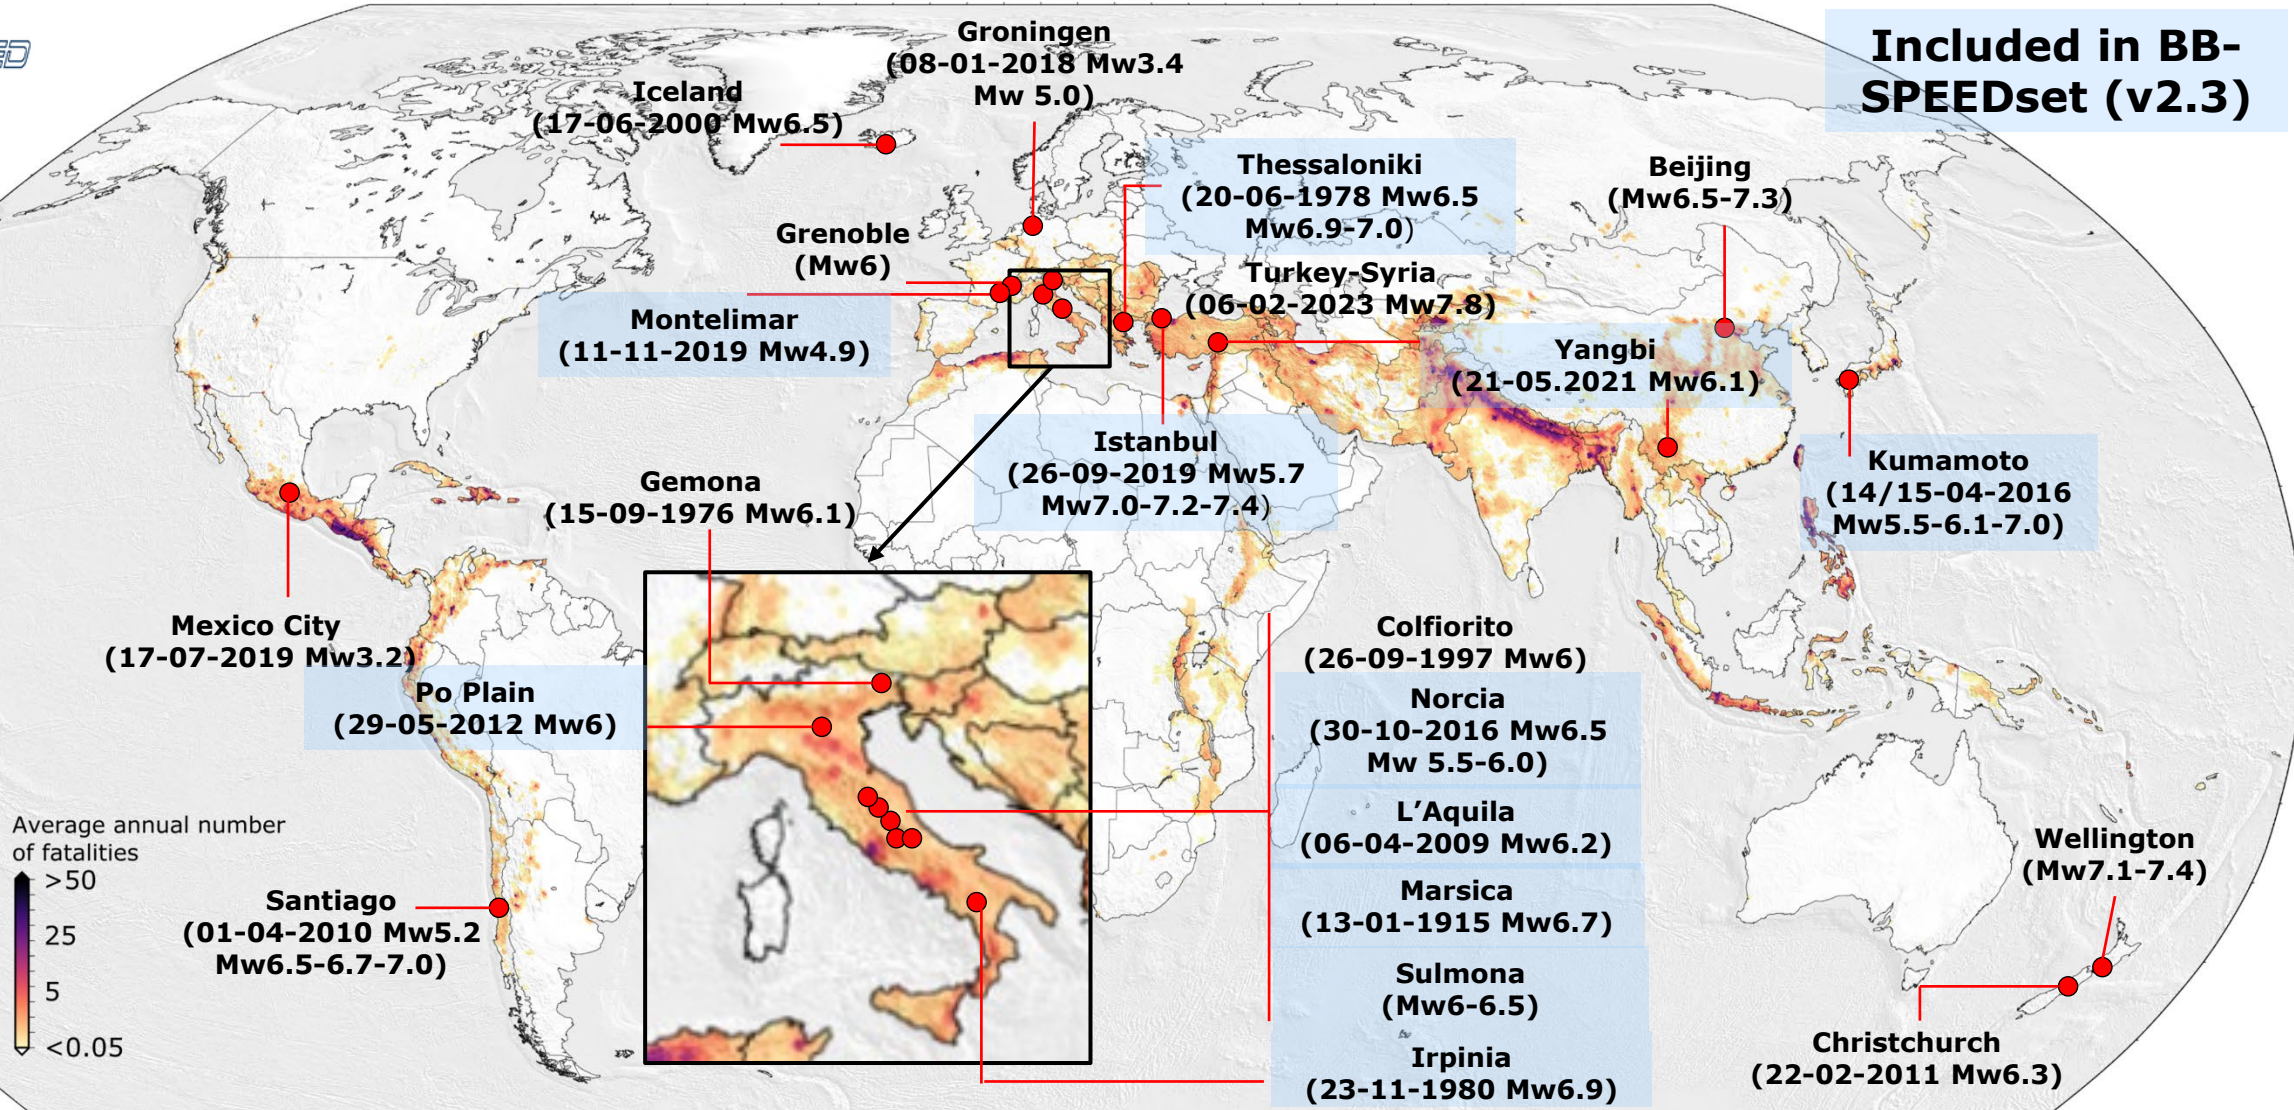 ED
Included in BB-
SPEEDset (v2.3)
Groningen
(08-01-2018 Mw3.4
Mw 5.0)
Iceland
(17-06-2000 Mw6.5)
Thessaloniki
(20-06-1978 Mw6.5
Mw6.9-7.0)
Beijing
(Mw6.5-7.3)
Grenoble
(Mw6)
Turkey-Syria
(06-02-2023 Mw7.8)
Montelimar
(11-11-2019 Mw4.9)
Yangbi
(21-05.2021 Mw6.1)
Istanbul
(26-09-2019 Mw5.7
Mw7.0-7.2-7.4)
Kumamoto
(14/15-04-2016
Mw5.5-6.1-7.0)
Gemona
(15-09-1976 Mw6.1)
Mexico City
(17-07-2019 Mw3.2)
Po Plain
(29-05-2012 Mw6)
Colfiorito
(26-09-1997 Mw6)
Norcia
(30-10-2016 Mw6.5
Mw 5.5-6.0)
L’Aquila
(06-04-2009 Mw6.2)
Marsica
(13-01-1915 Mw6.7)
Sulmona
(Mw6-6.5)
Irpinia
(23-11-1980 Mw6.9)
Wellington
(Mw7.1-7.4)
Christchurch
(22-02-2011 Mw6.3)
Santiago
(01-04-2010 Mw5.2
Mw6.5-6.7-7.0)
Average annual number
of fatalities
>50
25
5
<0.05